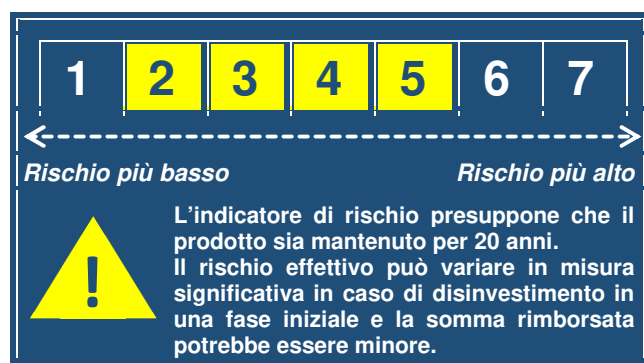 1 2 3 4 5 6 7
Rischio più basso Rischio più alto
L'indicatore di rischio presuppone che il
prodotto sia mantenuto per 20 anni.
Il rischio effettivo può variare in misura
significativa in caso di disinvestimento in
una fase iniziale e la somma rimborsata
potrebbe essere minore.
!